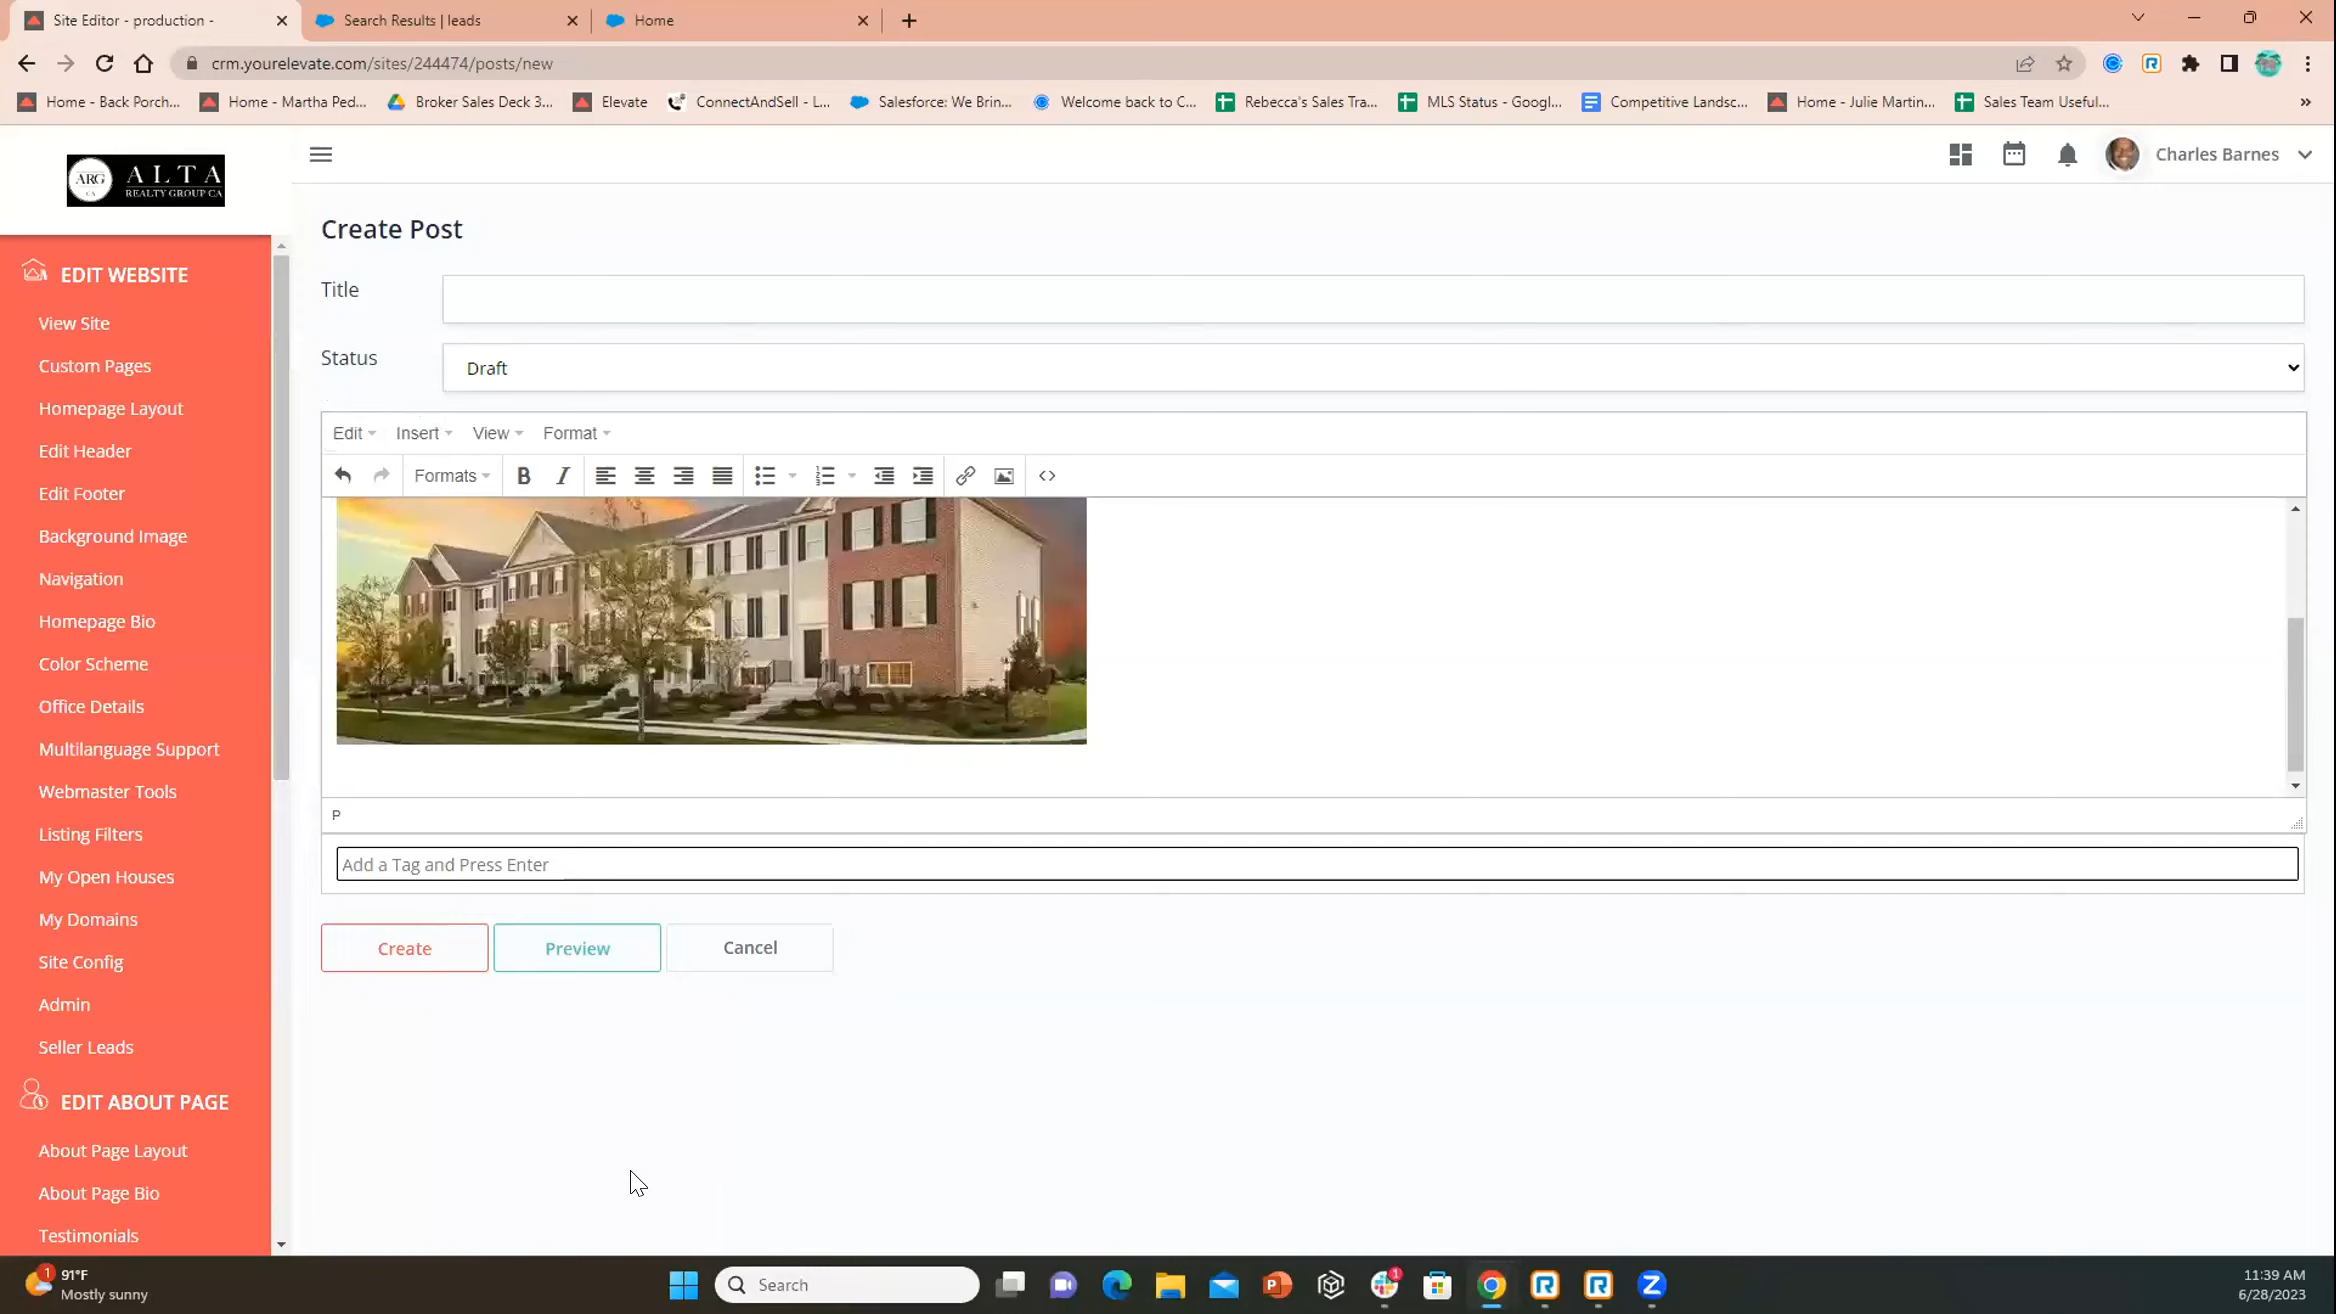 Site Editor - production -
Search Results | leads
Home
crm.yourelevate.com/sites/244474/posts/new
Home - Back Porch...
Home - Martha Ped...
Broker Sales Deck 3...
Elevate
ConnectAndSell - L...
Salesforce: We Brin...
Welcome back to C...
Rebecca's Sales Tra...
MLS Status - Googl...
Competitive Landsc...
Home - Julie Martin...
Sales Team Useful...
ARG
CA
ALTA
REALTY GROUP CA
Charles Barnes
EDIT WEBSITE
View Site
Custom Pages
Homepage Layout
Edit Header
Edit Footer
Background Image
Navigation
Homepage Bio
Color Scheme
Office Details
Multilanguage Support
Webmaster Tools
Listing Filters
My Open Houses
My Domains
Site Config
Admin
Seller Leads
EDIT ABOUT PAGE
About Page Layout
About Page Bio
Testimonials
Create Post
Title
Status
Draft
Edit
Insert
View
Format
Formats
B
I
P
Add a Tag and Press Enter
Create
Preview
Cancel
1
91°F
Mostly sunny
Search
1
11:39 AM
6/28/2023